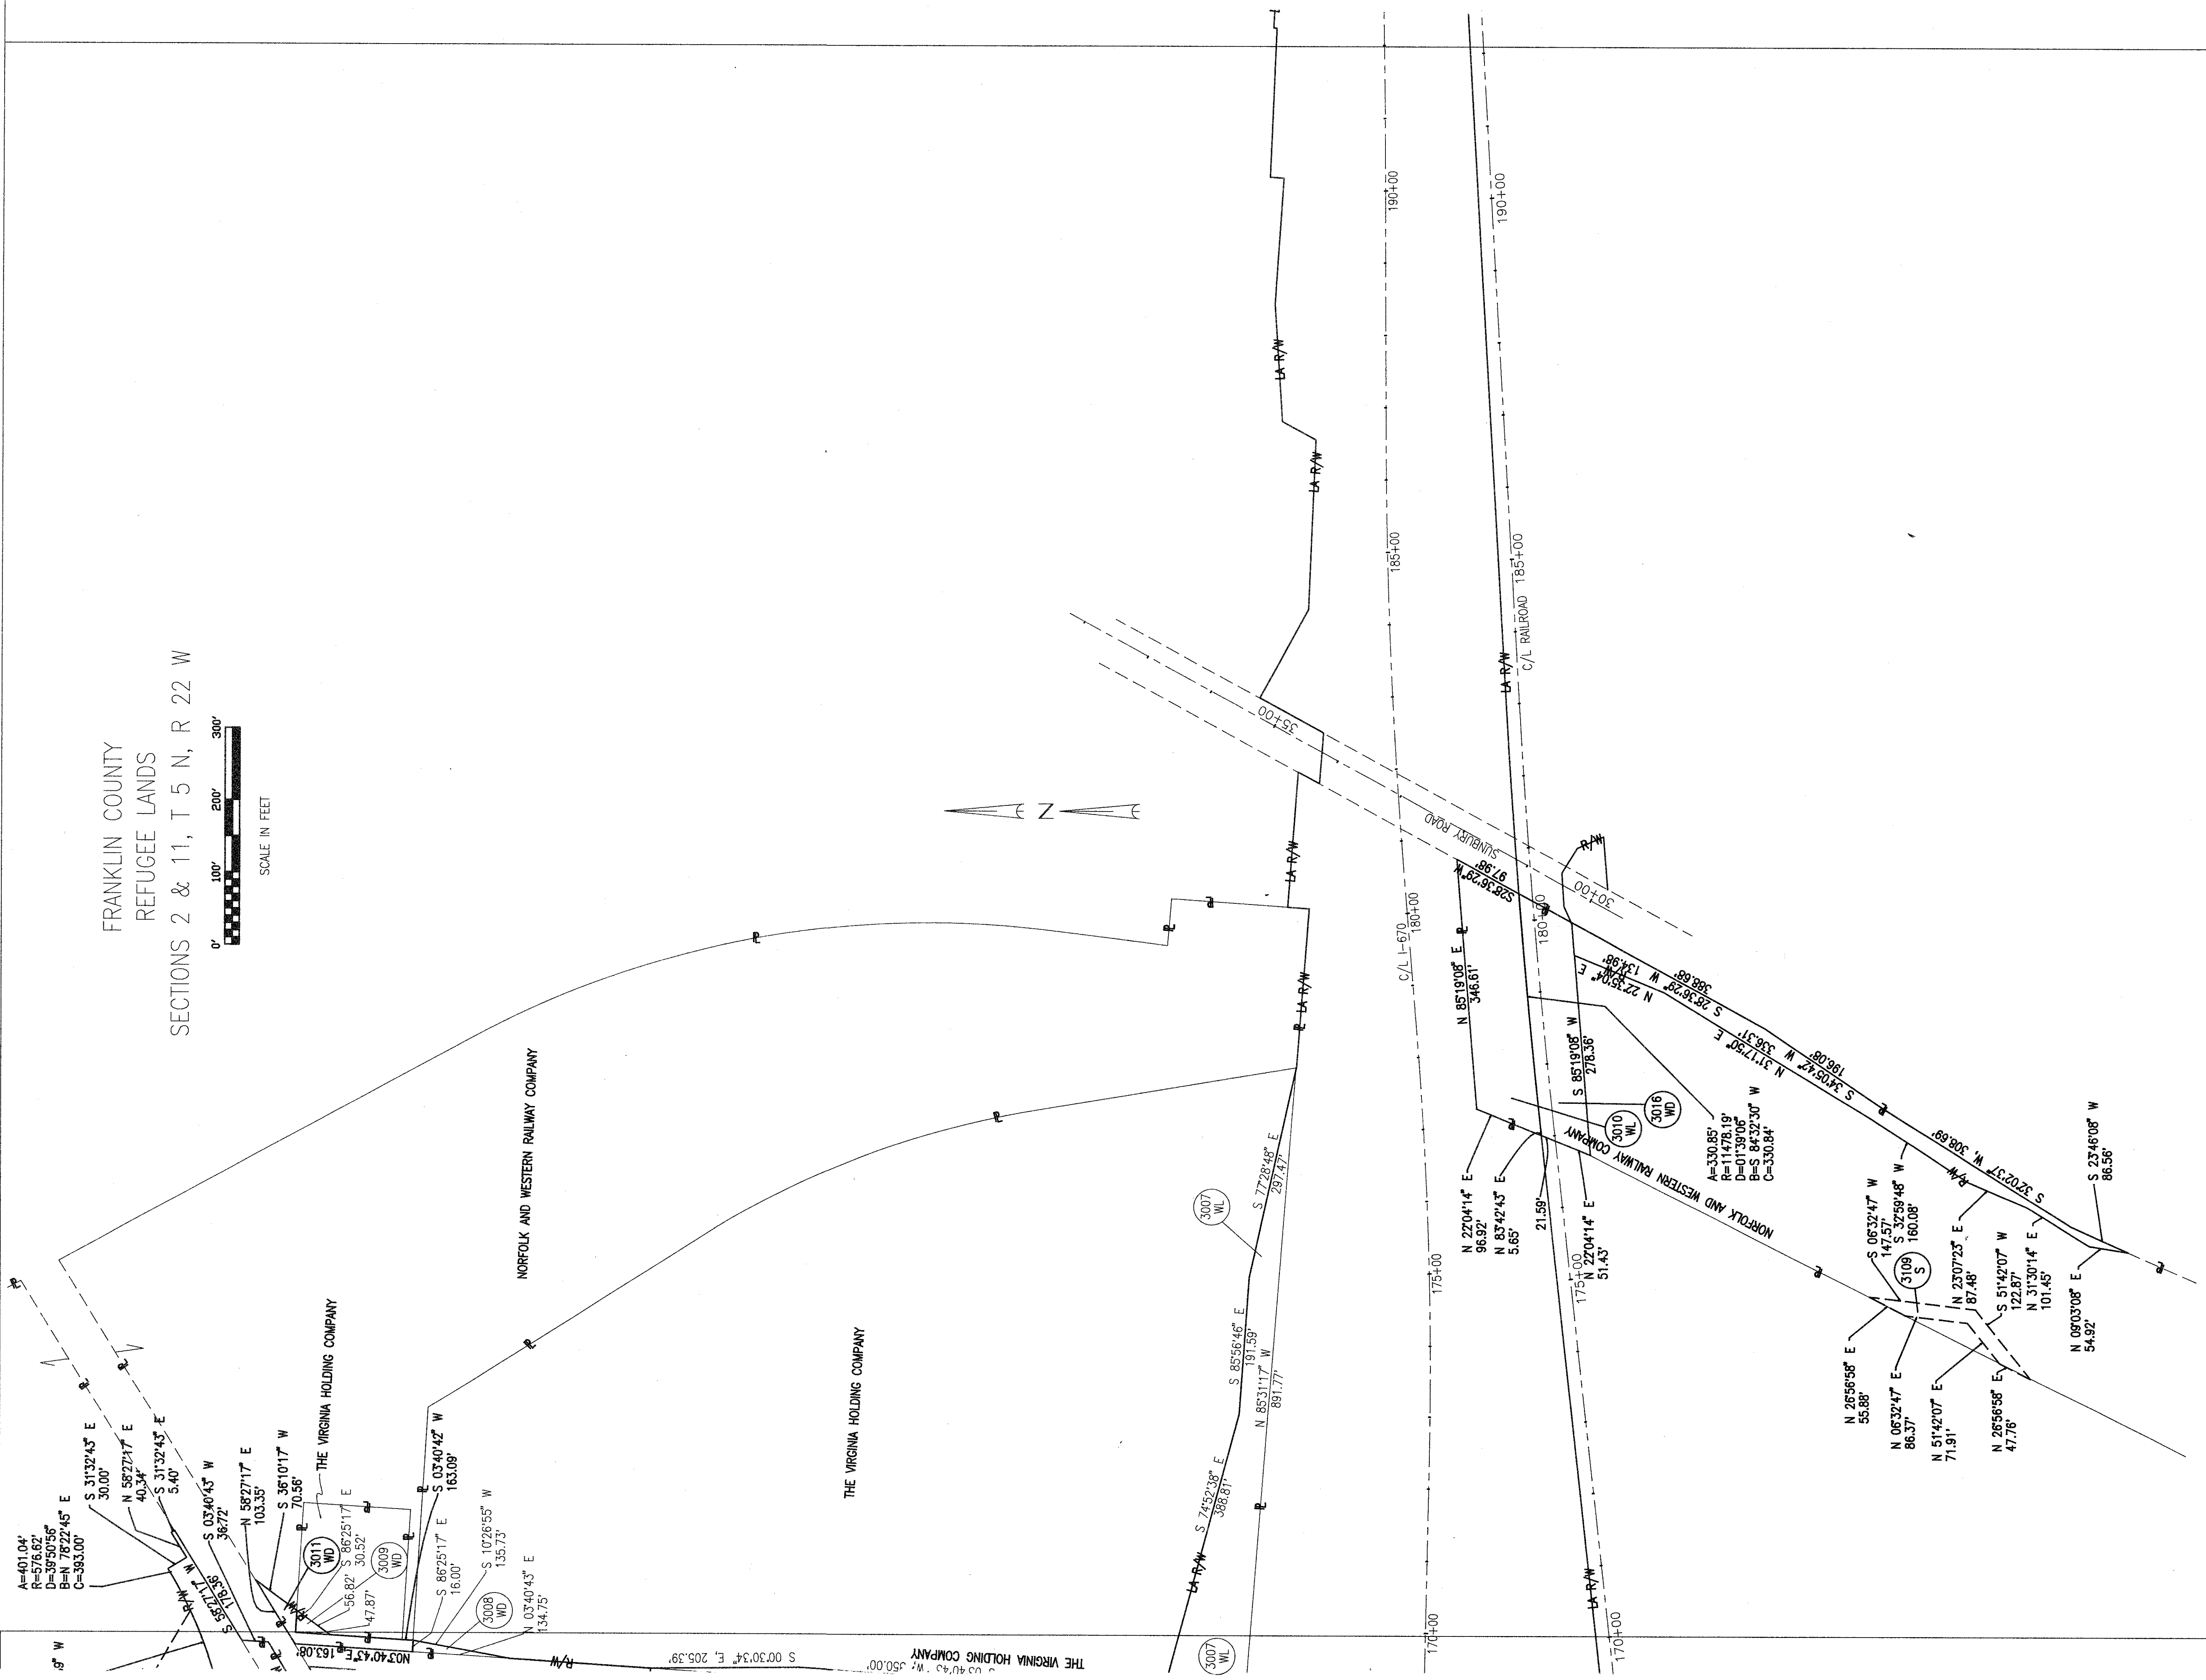 FRANKLIN COUNTY
REFUGEE LANDS
SECTIONS 2 & 11, T 5 N, R 22 W
0' 100' 200' 300'
SCALE IN FEET
N
A=401.04'
R=576.62'
D=39°50'56"
B=N 78°22'45" E
C=393.00'
S 31°32'43" E
30.00'
N 58°27'17" E
40.34'
S 31°32'43" E
5.40'
R/W
S 58°27'17" W
178.36'
S 03°40'43" W
36.72'
N 58°27'17" E
103.35'
S 36°10'17" W
70.56'
THE VIRGINIA HOLDING COMPANY
3011
WD
R/W
S 86°25'17" E
30.52'
56.82'
3009
WD
47.87'
N03°40'43"E 163.08'
S 03°40'42" W
163.09'
S 86°25'17" E
16.00'
S 10°26'55" W
135.73'
3008
WD
N 03°40'43" E
134.75'
R/W
S 00°30'34" E, 205.39'
S 03°40'43" W, 350.00'
THE VIRGINIA HOLDING COMPANY
NORFOLK AND WESTERN RAILWAY COMPANY
THE VIRGINIA HOLDING COMPANY
3007
WL
LA R/W
S 74°52'38" E
388.81'
S 85°56'46" E
191.59'
N 85°31'17" W
891.77'
S 77°28'48" E
297.47'
3007
WL
LA R/W
LA R/W
LA R/W
LA R/W
35+00
SUNBURY ROAD
30+00
C/L I-670
170+00
175+00
180+00
185+00
190+00
C/L RAILROAD
170+00
175+00
180+00
185+00
190+00
LA R/W
LA R/W
S28°36'29"W
97.98'
N 85°19'08" E
346.61'
N 22°04'14" E
96.92'
N 83°42'43" E
5.65'
21.59'
N 22°04'14" E
51.43'
S 85°19'08" W
278.36'
3010
WL
3016
WD
A=330.85'
R=11478.19'
D=01°39'06"
B=S 84°32'30" W
C=330.84'
NORFOLK AND WESTERN RAILWAY COMPANY
R/W
N 22°35'04" E
R/W
134.98'
S 28°36'29" W
388.68'
N 31°17'50" E
336.31'
S 34°05'42" W
196.08'
S 32°02'37" W, 308.69'
R/W
S 06°32'47" W
147.57'
S 32°59'48" W
160.08'
3109
S
N 23°07'23" E
87.48'
S 51°42'07" W
122.87'
N 31°30'14" E
101.45'
N 09°03'08" E
54.92'
S 23°46'08" W
86.56'
N 26°56'58" E
55.88'
N 06°32'47" E
86.37'
N 51°42'07" E
71.91'
N 26°56'58" E
47.76'